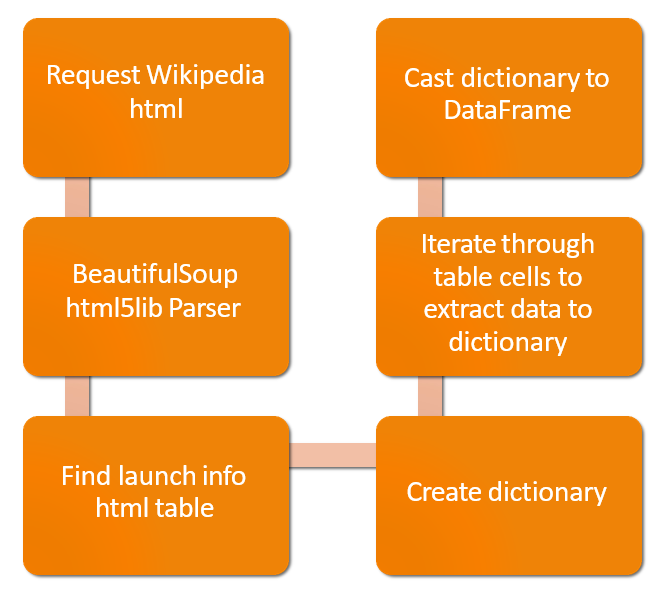 Request Wikipedia
html
BeautifulSoup
html5lib Parser
Find launch info
html table
Create dictionary
Iterate through
table cells to
extract data to
dictionary
Cast dictionary to
DataFrame